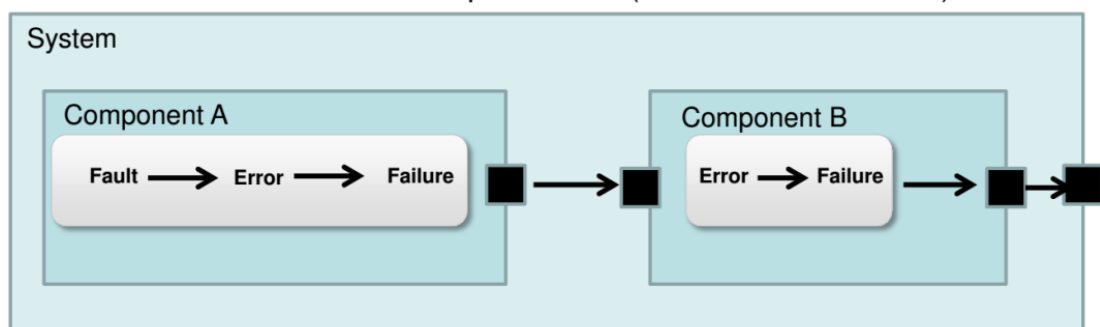 System
Component A
Fault Error Failure
Component B
Error Failure